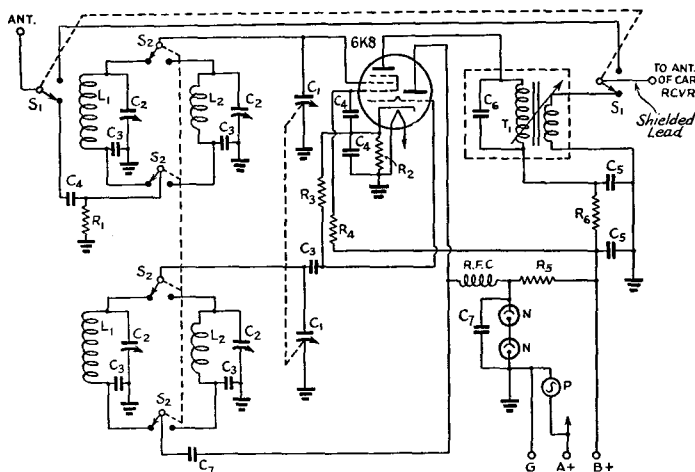 ANT.
S1
L1
C2
C3
S2
L2
C2
C3
S2
C4
R1
C1
6K8
C4
C4
R2
R3
R4
C6
T1
S1
TO ANT.
OF CAR
RCVR.
Shielded
Lead
C5
R6
C5
S2
C3
C1
L1
C2
C3
L2
C2
C3
S2
C7
R.F.C
R5
C7
N
N
P
G
A+
B+